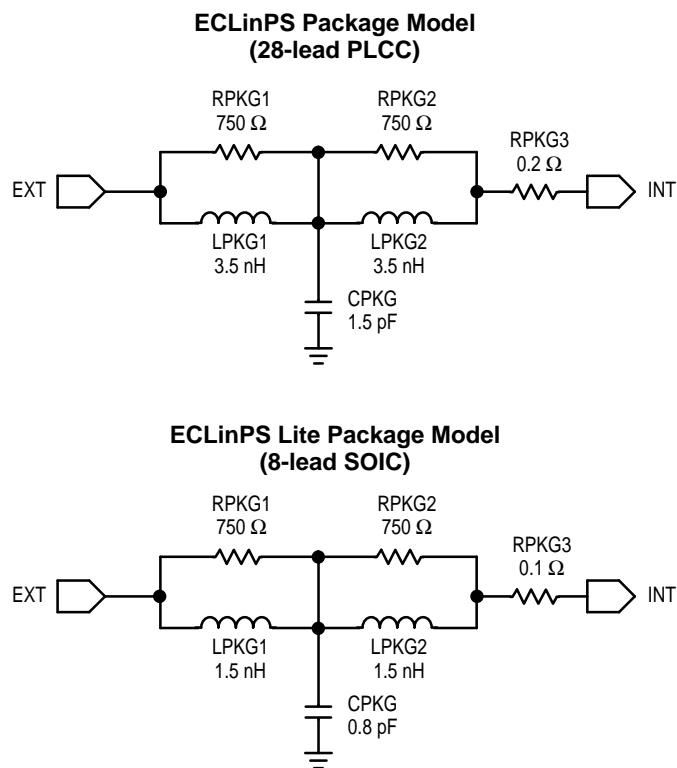 ECLinPS Package Model
(28-lead PLCC)
RPKG1
750 Ω
RPKG2
750 Ω
RPKG3
0.2 Ω
EXT
INT
LPKG1
3.5 nH
LPKG2
3.5 nH
CPKG
1.5 pF
ECLinPS Lite Package Model
(8-lead SOIC)
RPKG1
750 Ω
RPKG2
750 Ω
RPKG3
0.1 Ω
EXT
INT
LPKG1
1.5 nH
LPKG2
1.5 nH
CPKG
0.8 pF